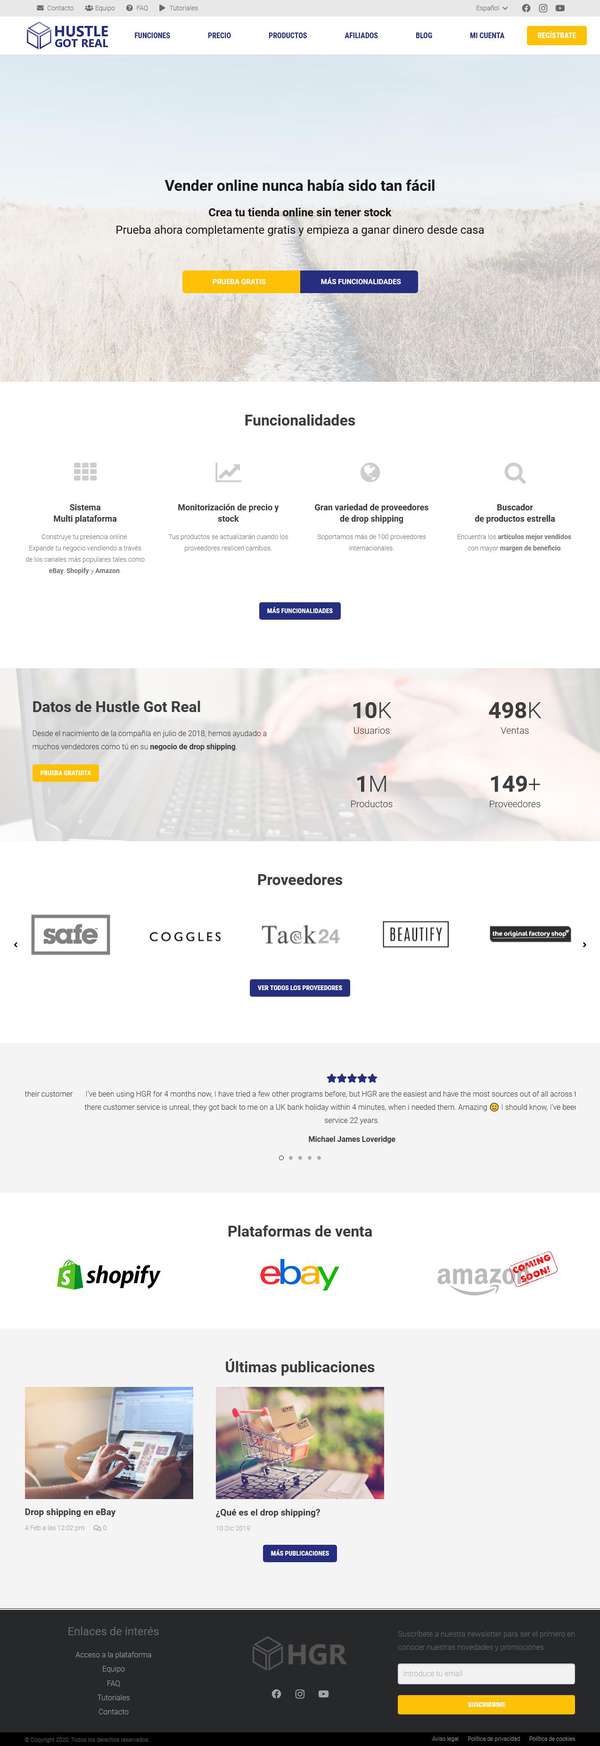 Contacto Equipo FAQ Tutoriales Español
HUSTLE GOT REAL
FUNCIONES PRECIO PRODUCTOS AFILIADOS BLOG MI CUENTA REGÍSTRATE
Vender online nunca había sido tan fácil
Crea tu tienda online sin tener stock
Prueba ahora completamente gratis y empieza a ganar dinero desde casa
PRUEBA GRATIS MÁS FUNCIONALIDADES
Funcionalidades
Sistema
Multi plataforma
Construye tu presencia online
Expande tu negocio vendiendo a través
de los canales más populares tales como
eBay, Shopify y Amazon.
Monitorización de precio y
stock
Tus productos se actualizarán cuando los
proveedores realicen cambios.
Gran variedad de proveedores
de drop shipping
Soportamos más de 100 proveedores
internacionales.
Buscador
de productos estrella
Encuentra los artículos mejor vendidos
con mayor margen de beneficio.
MÁS FUNCIONALIDADES
Datos de Hustle Got Real
Desde el nacimiento de la compañía en julio de 2018, hemos ayudado a
muchos vendedores como tú en su negocio de drop shipping.
PRUEBA GRATUITA
10K
Usuarios
498K
Ventas
1M
Productos
149+
Proveedores
Proveedores
safe COGGLES Tack24 BEAUTIFY the original factory shop
VER TODOS LOS PROVEEDORES
their customer
I've been using HGR for 4 months now, I have tried a few other programs before, but HGR are the easiest and have the most sources out of all across t
there customer service is unreal, they got back to me on a UK bank holiday within 4 minutes, when i needed them. Amazing 🙂 I should know, I've been
service 22 years.
Michael James Loveridge
Plataformas de venta
shopify ebay amazon COMING SOON!
Últimas publicaciones
Drop shipping en eBay
4 Feb a las 12:02 pm 0
¿Qué es el drop shipping?
10 Dic 2019
MÁS PUBLICACIONES
Enlaces de interés
Acceso a la plataforma
Equipo
FAQ
Tutoriales
Contacto
HGR
Suscríbete a nuestra newsletter para ser el primero en
conocer nuestras novedades y promociones.
Introduce tu email
SUSCRIBIRME
© Copyright 2020. Todos los derechos reservados.
Aviso legal Política de privacidad Política de cookies